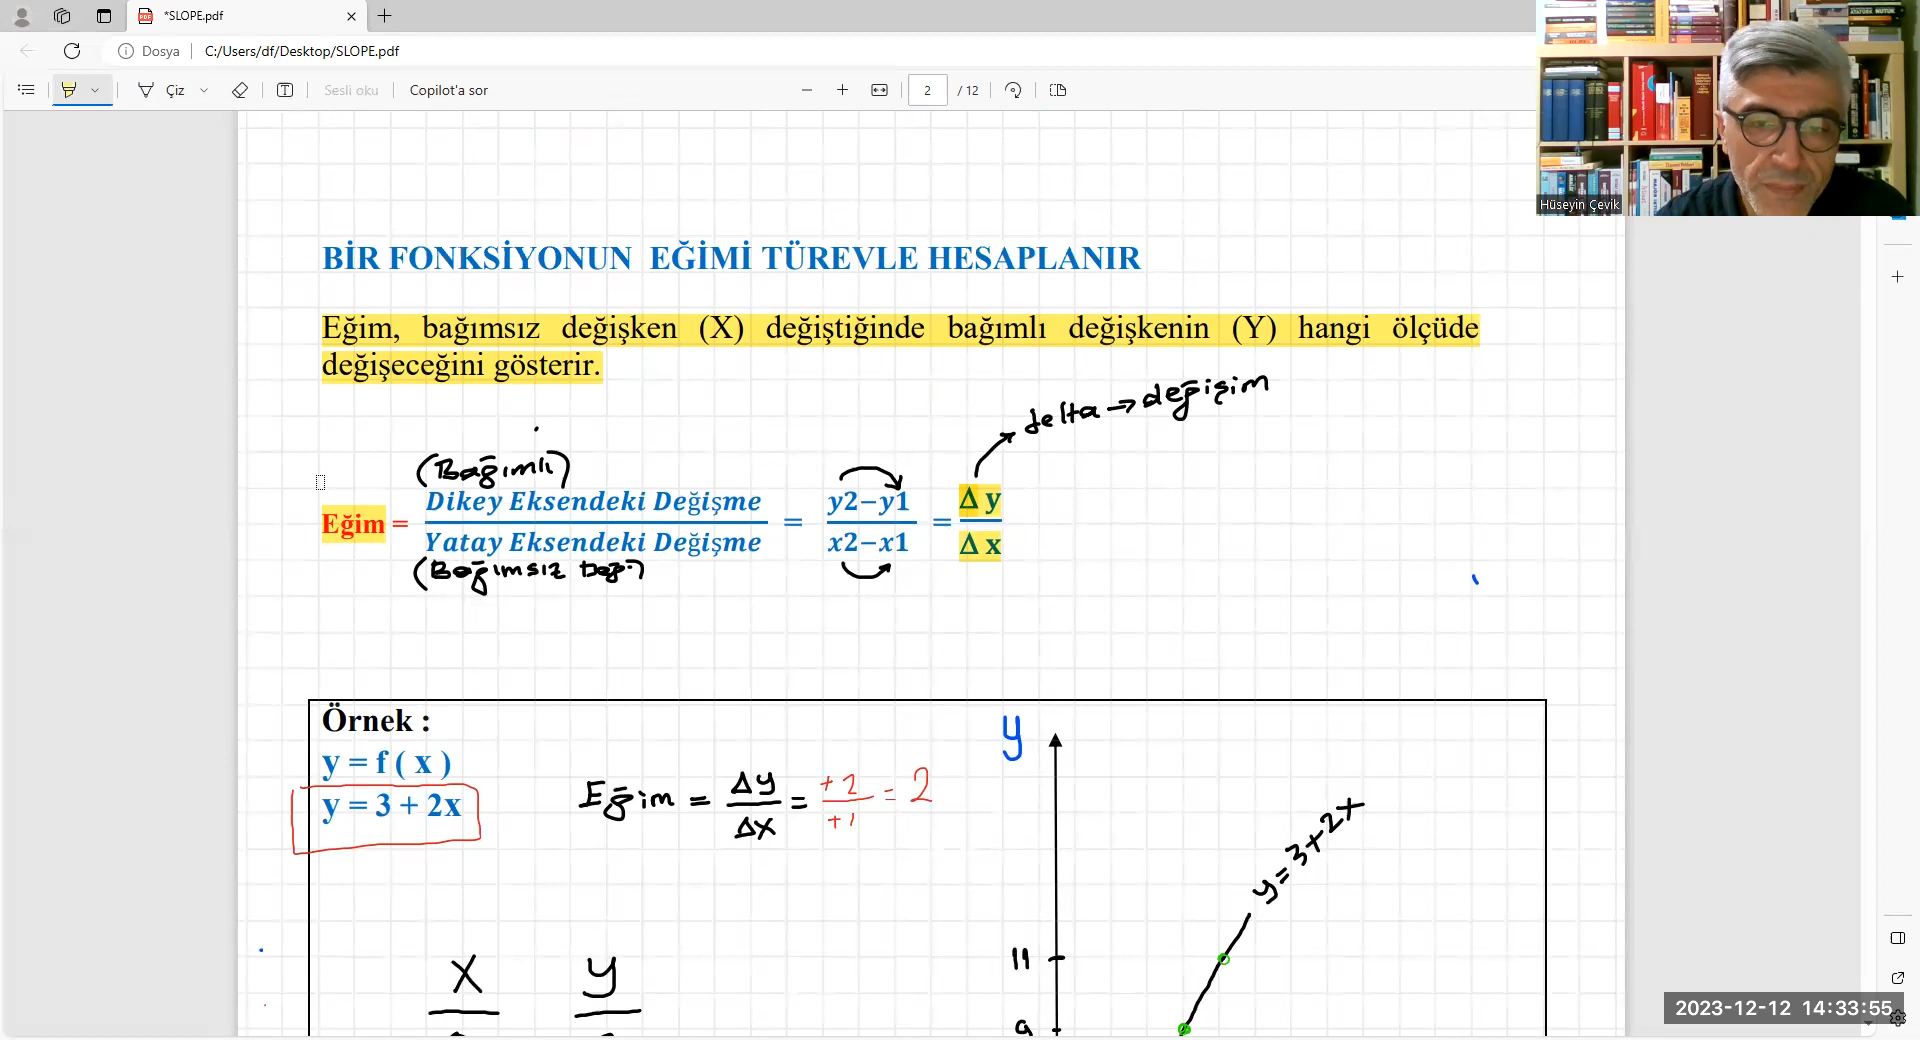 *SLOPE.pdf
Dosya C:/Users/df/Desktop/SLOPE.pdf
Çiz Sesli oku Copilot'a sor 2 / 12
Hüseyin Çevik
BİR FONKSİYONUN EĞİMİ TÜREVLE HESAPLANIR
Eğim, bağımsız değişken (X) değiştiğinde bağımlı değişkenin (Y) hangi ölçüde
değişeceğini gösterir.
delta → değişim
(Bağımlı)
Eğim = Dikey Eksendeki Değişme / Yatay Eksendeki Değişme = y2−y1 / x2−x1 = Δ y / Δ x
(Bağımsız Değ.)
Örnek :
y = f ( x )
y = 3 + 2x
Eğim = Δy / Δx = +2 / +1 = 2
y
y = 3+2x
11
9
x y
2023-12-12 14:33:55